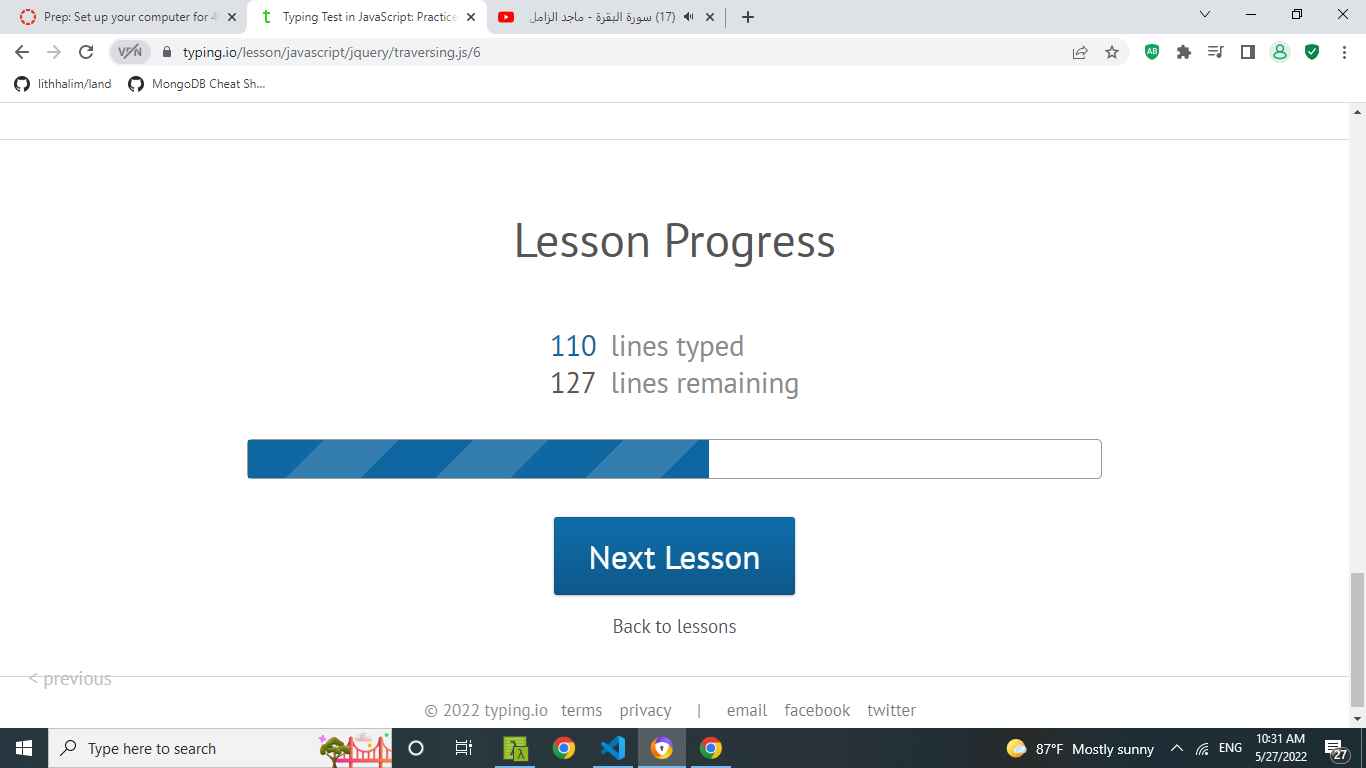 Prep: Set up your computer for 4
Typing Test in JavaScript: Practice
(17) سورة البقرة - ماجد الزامل
VPN
typing.io/lesson/javascript/jquery/traversing.js/6
AB
lithhalim/land
MongoDB Cheat Sh...
Lesson Progress
110 lines typed
127 lines remaining
Next Lesson
Back to lessons
< previous
© 2022 typing.io terms privacy | email facebook twitter
Type here to search
87°F Mostly sunny
ENG
10:31 AM
5/27/2022
27